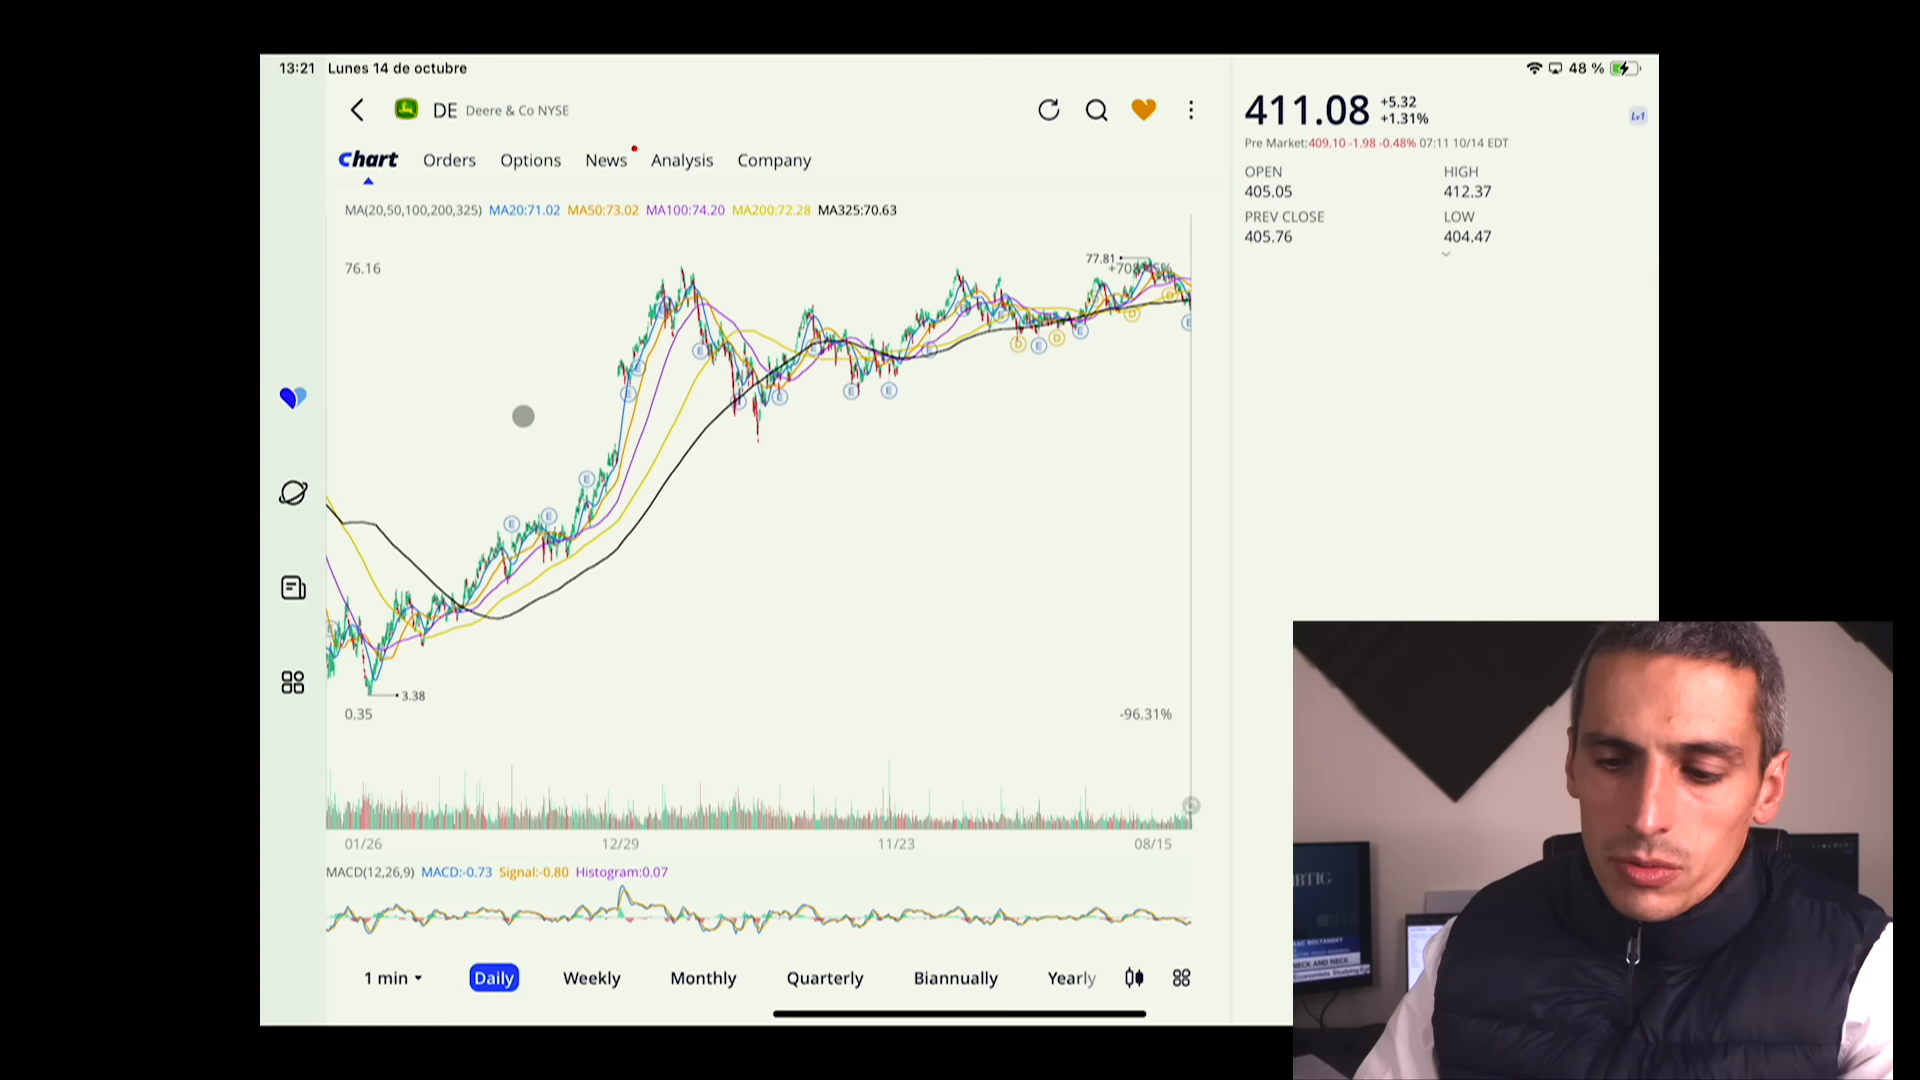 13:21 Lunes 14 de octubre
48 %
DE Deere & Co NYSE
Chart Orders Options News Analysis Company
MA(20,50,100,200,325) MA20:71.02 MA50:73.02 MA100:74.20 MA200:72.28 MA325:70.63
76.16
77.81
3.38
0.35
-96.31%
01/26 12/29 11/23 08/15
MACD(12,26,9) MACD:-0.73 Signal:-0.80 Histogram:0.07
1 min Daily Weekly Monthly Quarterly Biannually Yearly
411.08 +5.32
+1.31%
Lv1
Pre Market:409.10 -1.98 -0.48% 07:11 10/14 EDT
OPEN HIGH
405.05 412.37
PREV CLOSE LOW
405.76 404.47
BTIG
NECK AND NECK